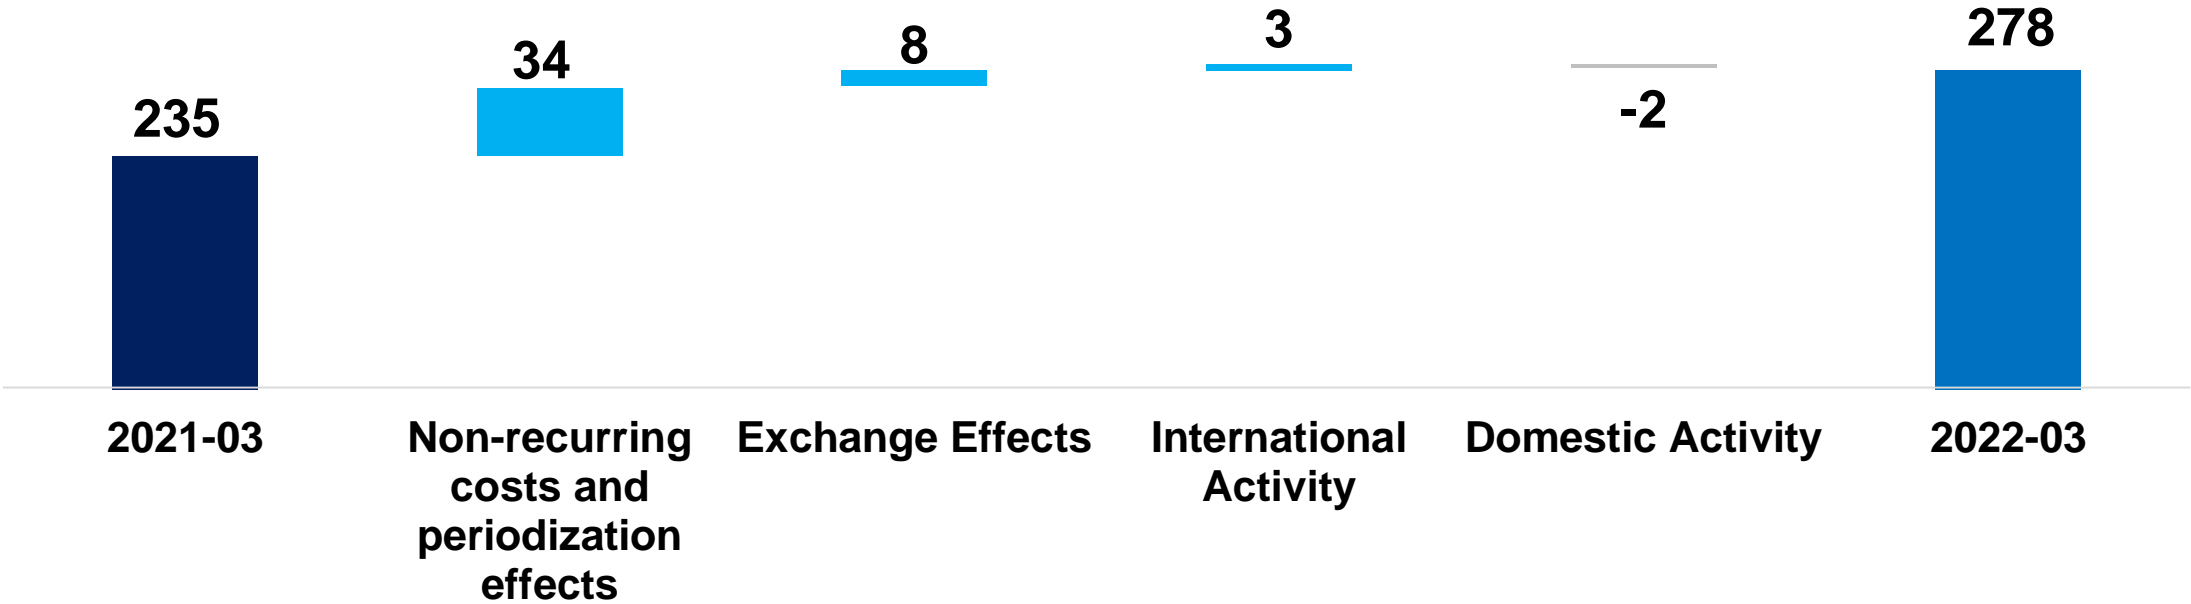 235
34
8
3
-2
278
2021-03
Non-recurring
costs and
periodization
effects
Exchange Effects
International
Activity
Domestic Activity
2022-03